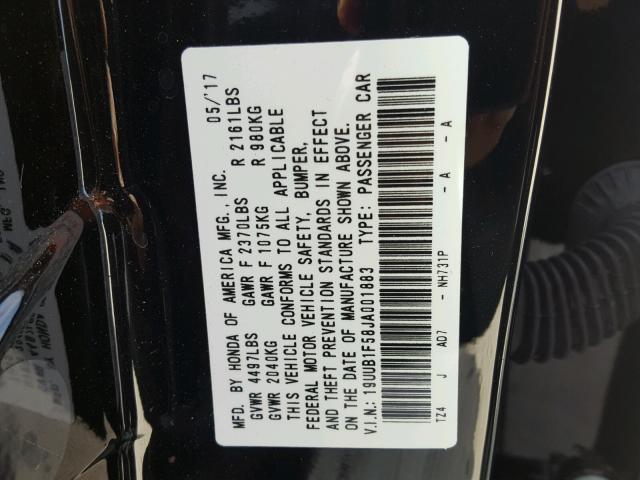 MFD. BY HONDA OF AMERICA MFG., INC. 05/'17
GVWR 4497LBS GAWR F 2370LBS R 2161LBS
GVWR 2040KG GAWR F 1075KG R 980KG
THIS VEHICLE CONFORMS TO ALL APPLICABLE
FEDERAL MOTOR VEHICLE SAFETY, BUMPER,
AND THEFT PREVENTION STANDARDS IN EFFECT
ON THE DATE OF MANUFACTURE SHOWN ABOVE.
V.I.N.: 19UUB1F58JA001883 TYPE: PASSENGER CAR
TZ4 J AD7 - NH731P - A - A